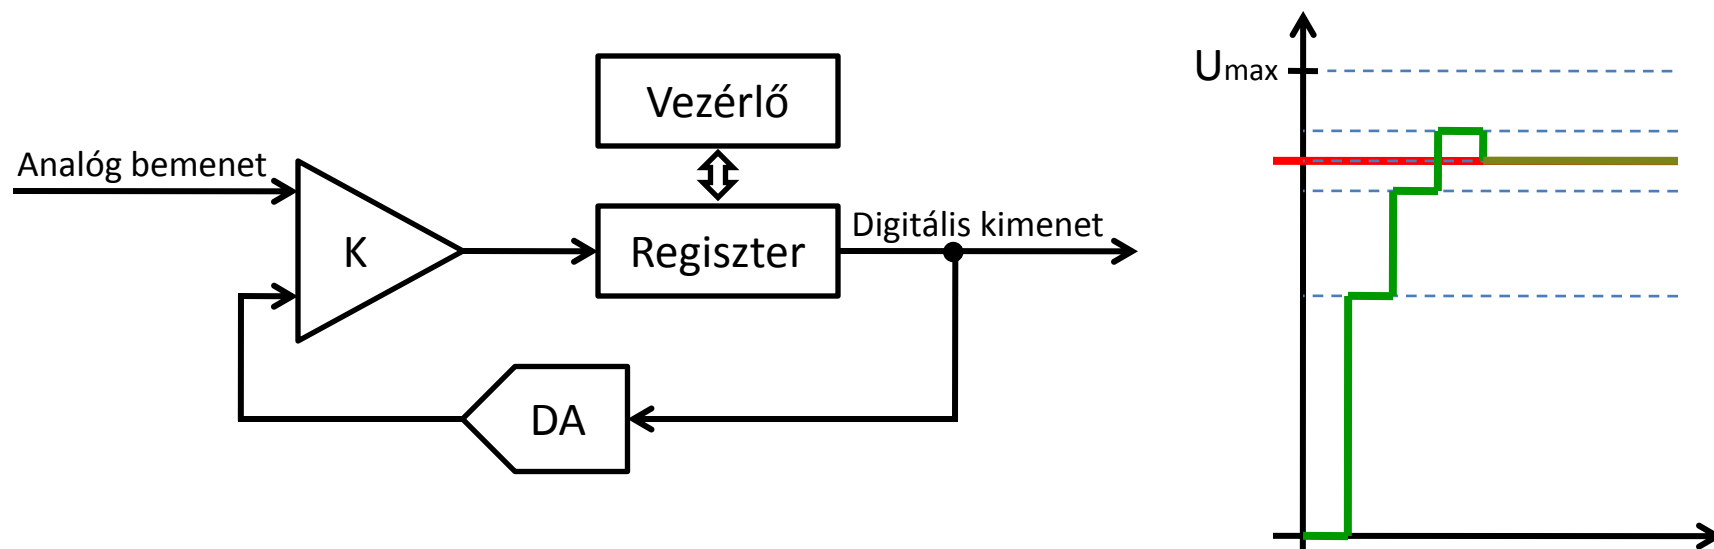 Vezérlő
Analóg bemenet
K
Regiszter
Digitális kimenet
DA
Umax